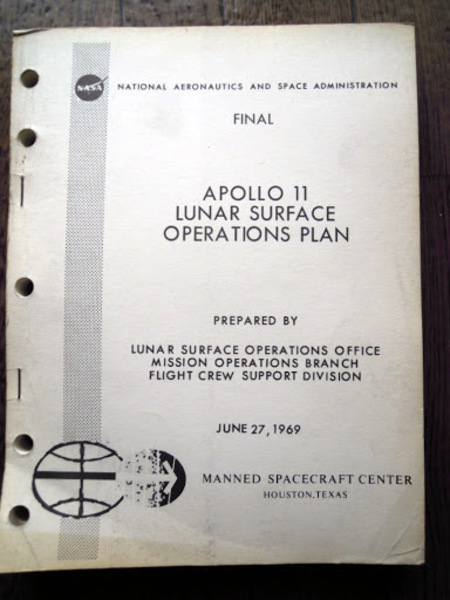 NASA
NATIONAL AERONAUTICS AND SPACE ADMINISTRATION
FINAL
APOLLO 11
LUNAR SURFACE
OPERATIONS PLAN
PREPARED BY
LUNAR SURFACE OPERATIONS OFFICE
MISSION OPERATIONS BRANCH
FLIGHT CREW SUPPORT DIVISION
JUNE 27, 1969
MANNED SPACECRAFT CENTER
HOUSTON, TEXAS